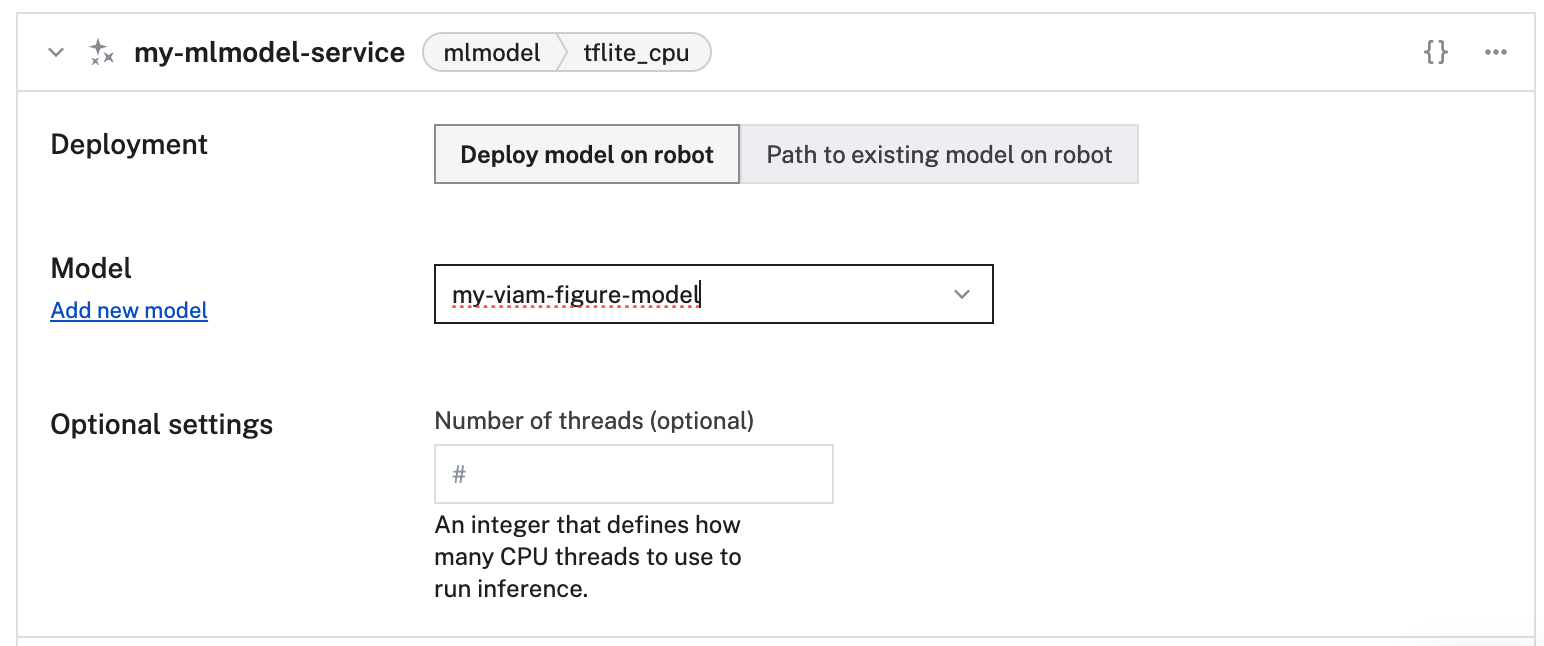 my-mlmodel-service mlmodel tflite_cpu {} ...
Deployment Deploy model on robot Path to existing model on robot
Model
my-viam-figure-model
Add new model
Optional settings Number of threads (optional)
#
An integer that defines how
many CPU threads to use to
run inference.